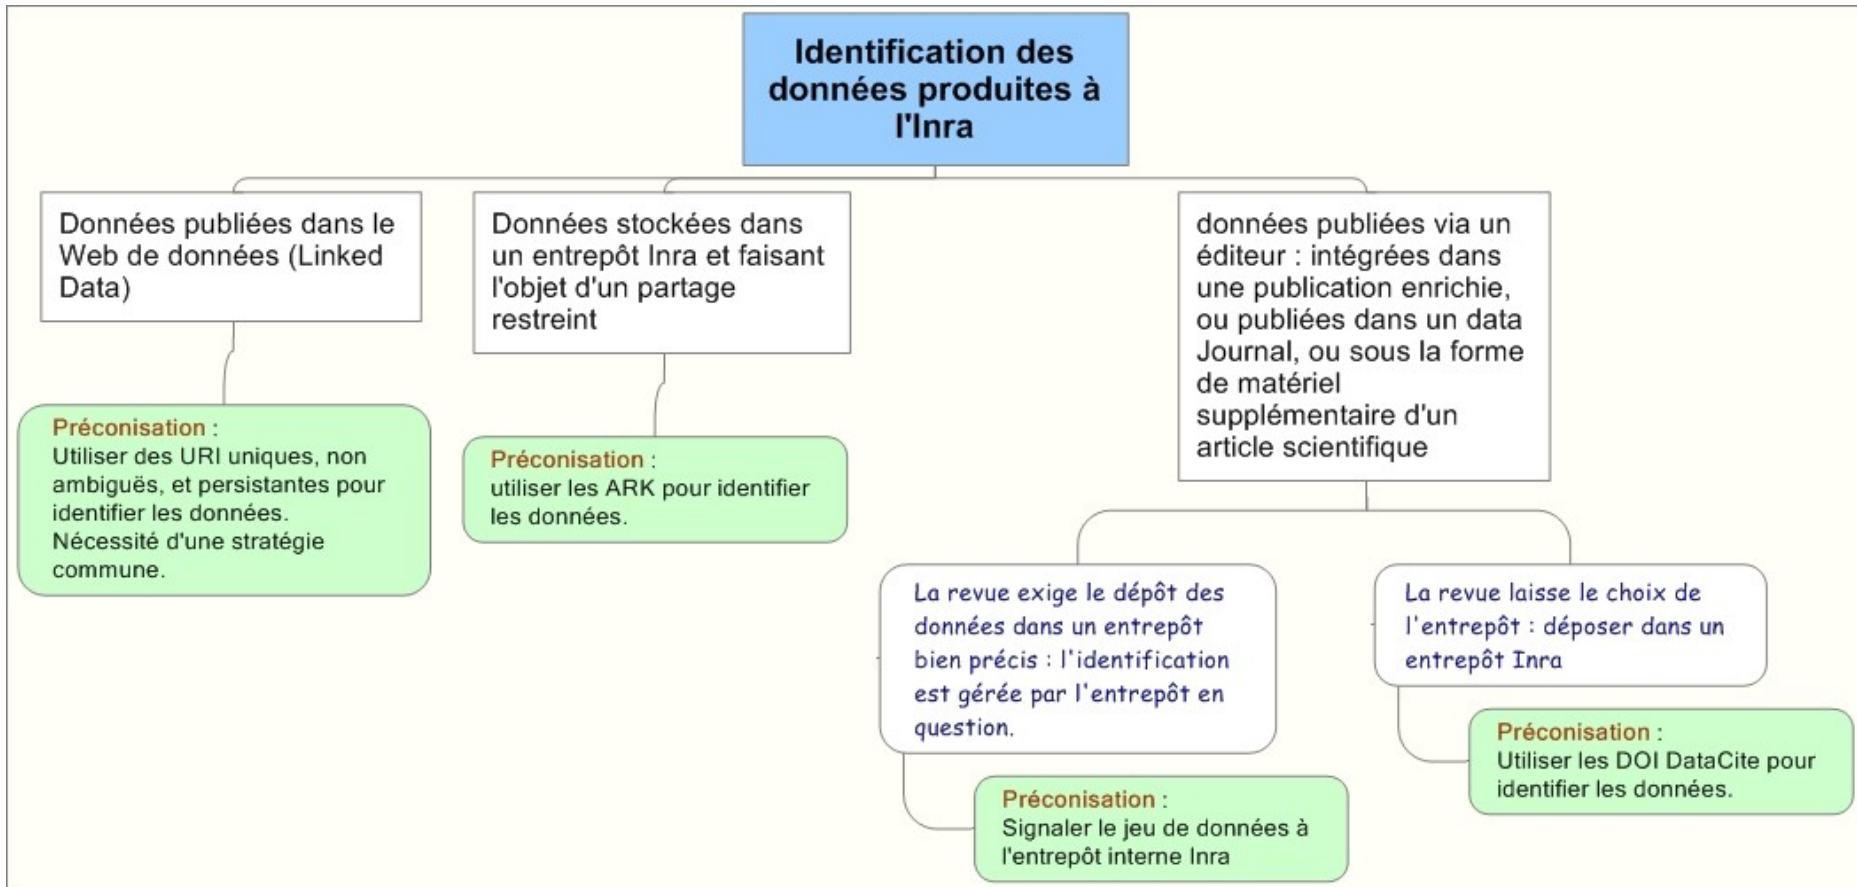 Identification des
données produites à
l'Inra
Données publiées dans le
Web de données (Linked
Data)
Données stockées dans
un entrepôt Inra et faisant
l'objet d'un partage
restreint
données publiées via un
éditeur : intégrées dans
une publication enrichie,
ou publiées dans un data
Journal, ou sous la forme
de matériel
supplémentaire d'un
article scientifique
Préconisation :
Utiliser des URI uniques, non
ambiguës, et persistantes pour
identifier les données.
Nécessité d'une stratégie
commune.
Préconisation :
utiliser les ARK pour identifier
les données.
La revue exige le dépôt des
données dans un entrepôt
bien précis : l'identification
est gérée par l'entrepôt en
question.
La revue laisse le choix de
l'entrepôt : déposer dans un
entrepôt Inra
Préconisation :
Signaler le jeu de données à
l'entrepôt interne Inra
Préconisation :
Utiliser les DOI DataCite pour
identifier les données.